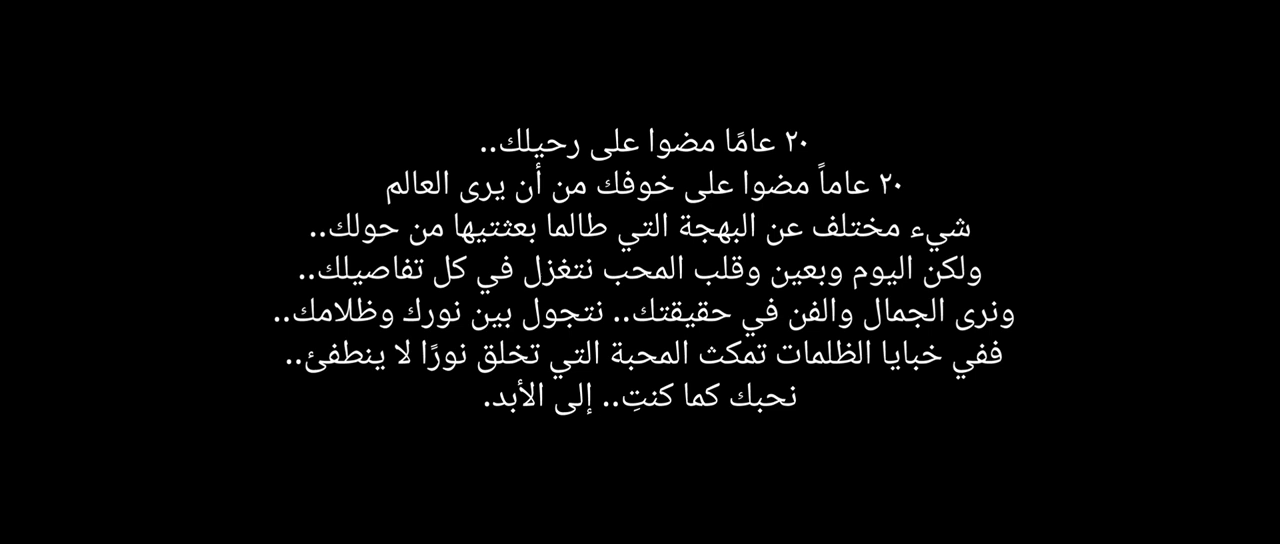 ٢٠ عامًا مضوا على رحيلك..
٢٠ عاماً مضوا على خوفك من أن يرى العالم
شيء مختلف عن البهجة التي طالما بعثتيها من حولك..
ولكن اليوم وبعين وقلب المحب نتغزل في كل تفاصيلك..
ونرى الجمال والفن في حقيقتك.. نتجول بين نورك وظلامك..
ففي خبايا الظلمات تمكث المحبة التي تخلق نورًا لا ينطفئ..
نحبك كما كنتِ.. إلى الأبد.